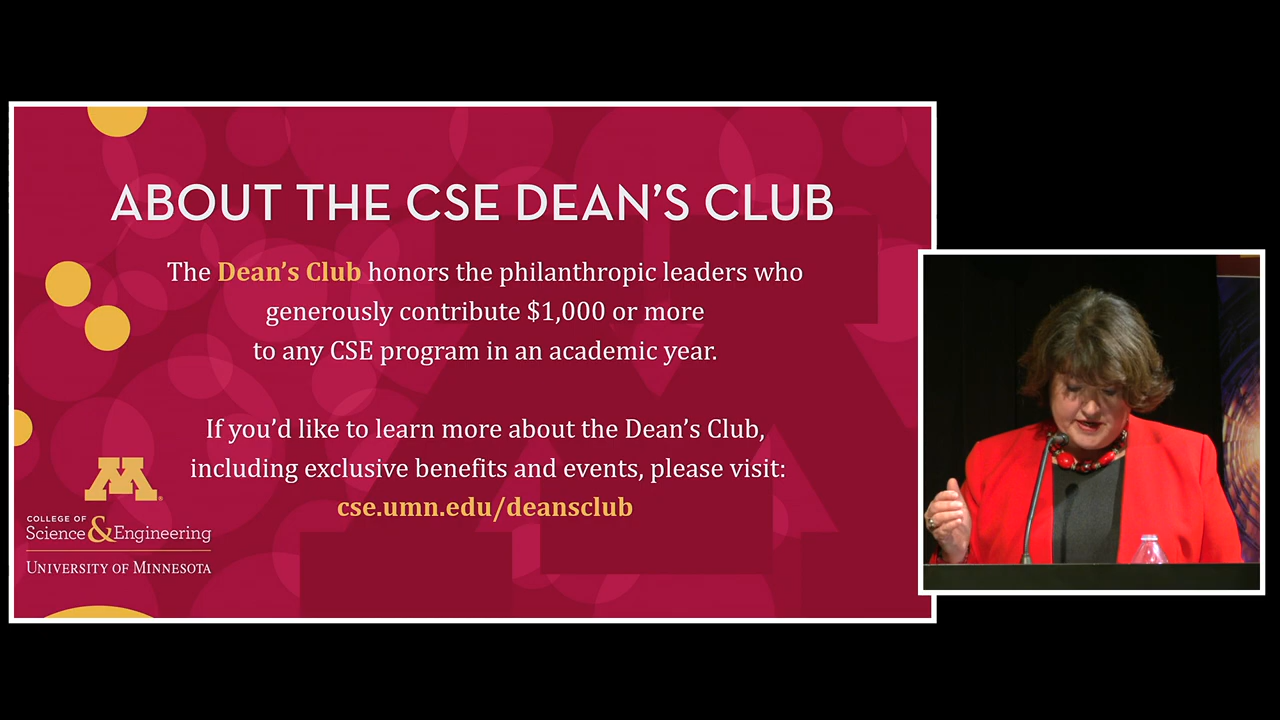 ABOUT THE CSE DEAN'S CLUB
The Dean's Club honors the philanthropic leaders who
generously contribute $1,000 or more
to any CSE program in an academic year.
If you'd like to learn more about the Dean's Club,
including exclusive benefits and events, please visit:
cse.umn.edu/deansclub
M
COLLEGE OF
Science & Engineering
UNIVERSITY OF MINNESOTA